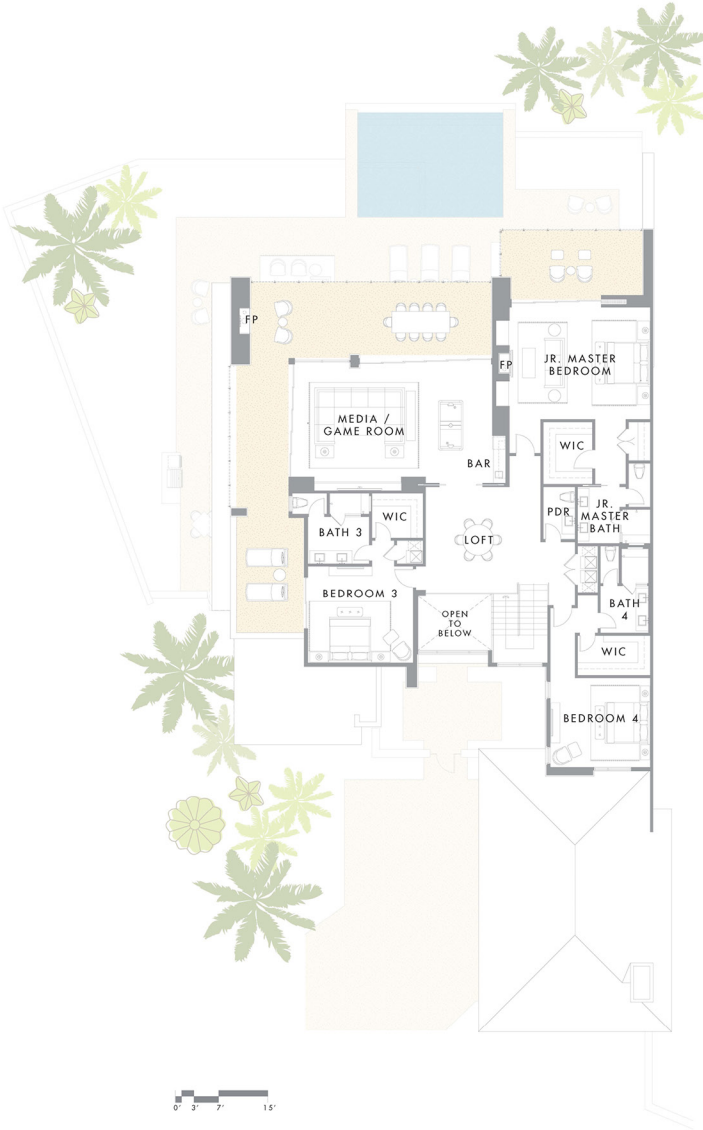 FP
FP
JR. MASTER
BEDROOM
MEDIA /
GAME ROOM
WIC
BAR
WIC
PDR
JR.
MASTER
BATH
BATH 3
LOFT
BEDROOM 3
OPEN
TO
BELOW
BATH
4
WIC
BEDROOM 4
0' 3' 7' 15'